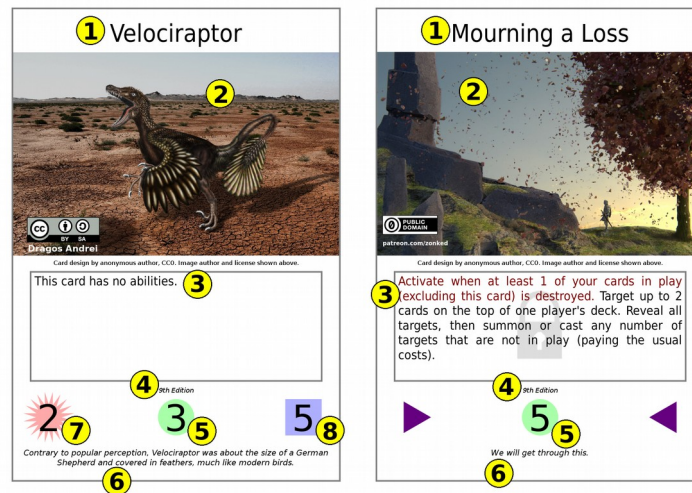 1 Velociraptor
2
cc BY SA
Dragos Andrei
Card design by anonymous author, CC0. Image author and license shown above.
This card has no abilities. 3
4 9th Edition
2 7 3 5 5 8
Contrary to popular perception, Velociraptor was about the size of a German
Shepherd and covered in feathers, much like modern birds.
6
1 Mourning a Loss
2
0 PUBLIC
DOMAIN
patreon.com/zonked
Card design by anonymous author, CC0. Image author and license shown above.
3 Activate when at least 1 of your cards in play
(excluding this card) is destroyed. Target up to 2
cards on the top of one player's deck. Reveal all
targets, then summon or cast any number of
targets that are not in play (paying the usual
costs).
4 9th Edition
5 5
We will get through this.
6